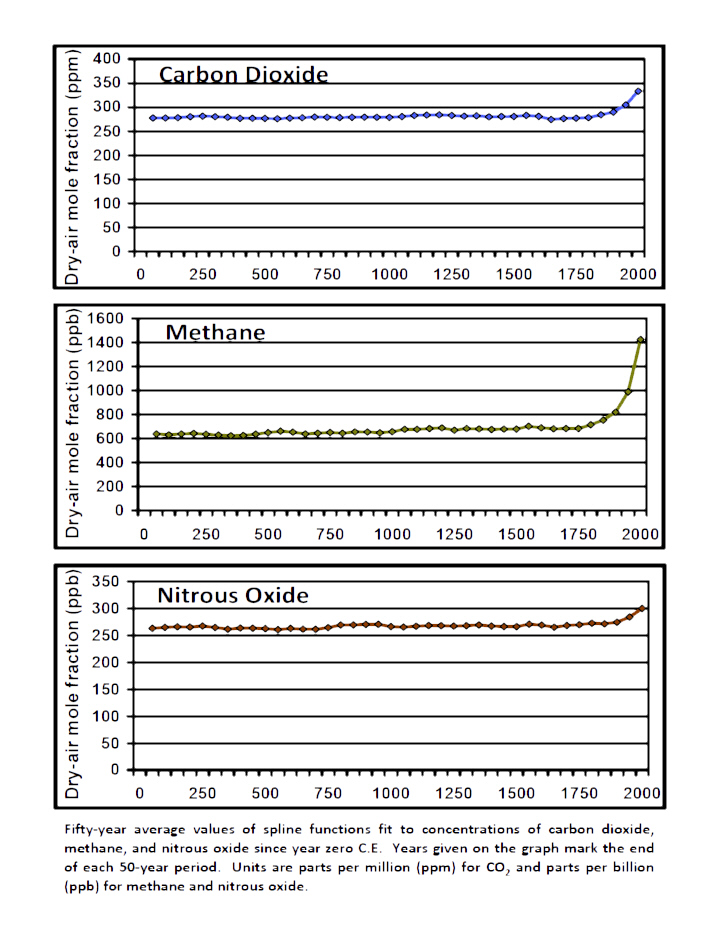 Carbon Dioxide
Dry-air mole fraction (ppm)
400
350
300
250
200
150
100
50
0
0 250 500 750 1000 1250 1500 1750 2000
Methane
Dry-air mole fraction (ppb)
1600
1400
1200
1000
800
600
400
200
0
0 250 500 750 1000 1250 1500 1750 2000
Nitrous Oxide
Dry-air mole fraction (ppb)
350
300
250
200
150
100
50
0
0 250 500 750 1000 1250 1500 1750 2000
Fifty-year average values of spline functions fit to concentrations of carbon dioxide,
methane, and nitrous oxide since year zero C.E. Years given on the graph mark the end
of each 50-year period. Units are parts per million (ppm) for CO₂ and parts per billion
(ppb) for methane and nitrous oxide.